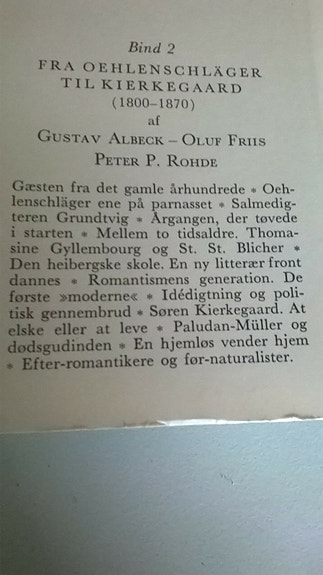 Bind 2
FRA OEHLENSCHLÄGER
TIL KIERKEGAARD
(1800–1870)
af
GUSTAV ALBECK – OLUF FRIIS
PETER P. ROHDE
Gæsten fra det gamle århundrede * Oeh-
lenschläger ene på parnasset * Salmedig-
teren Grundtvig * Årgangen, der tøvede
i starten * Mellem to tidsaldre. Thoma-
sine Gyllembourg og St. St. Blicher *
Den heibergske skole. En ny litterær front
dannes * Romantismens generation. De
første »moderne« * Idédigtning og poli-
tisk gennembrud * Søren Kierkegaard. At
elske eller at leve * Paludan-Müller og
dødsgudinden * En hjemløs vender hjem
* Efter-romantikere og før-naturalister.